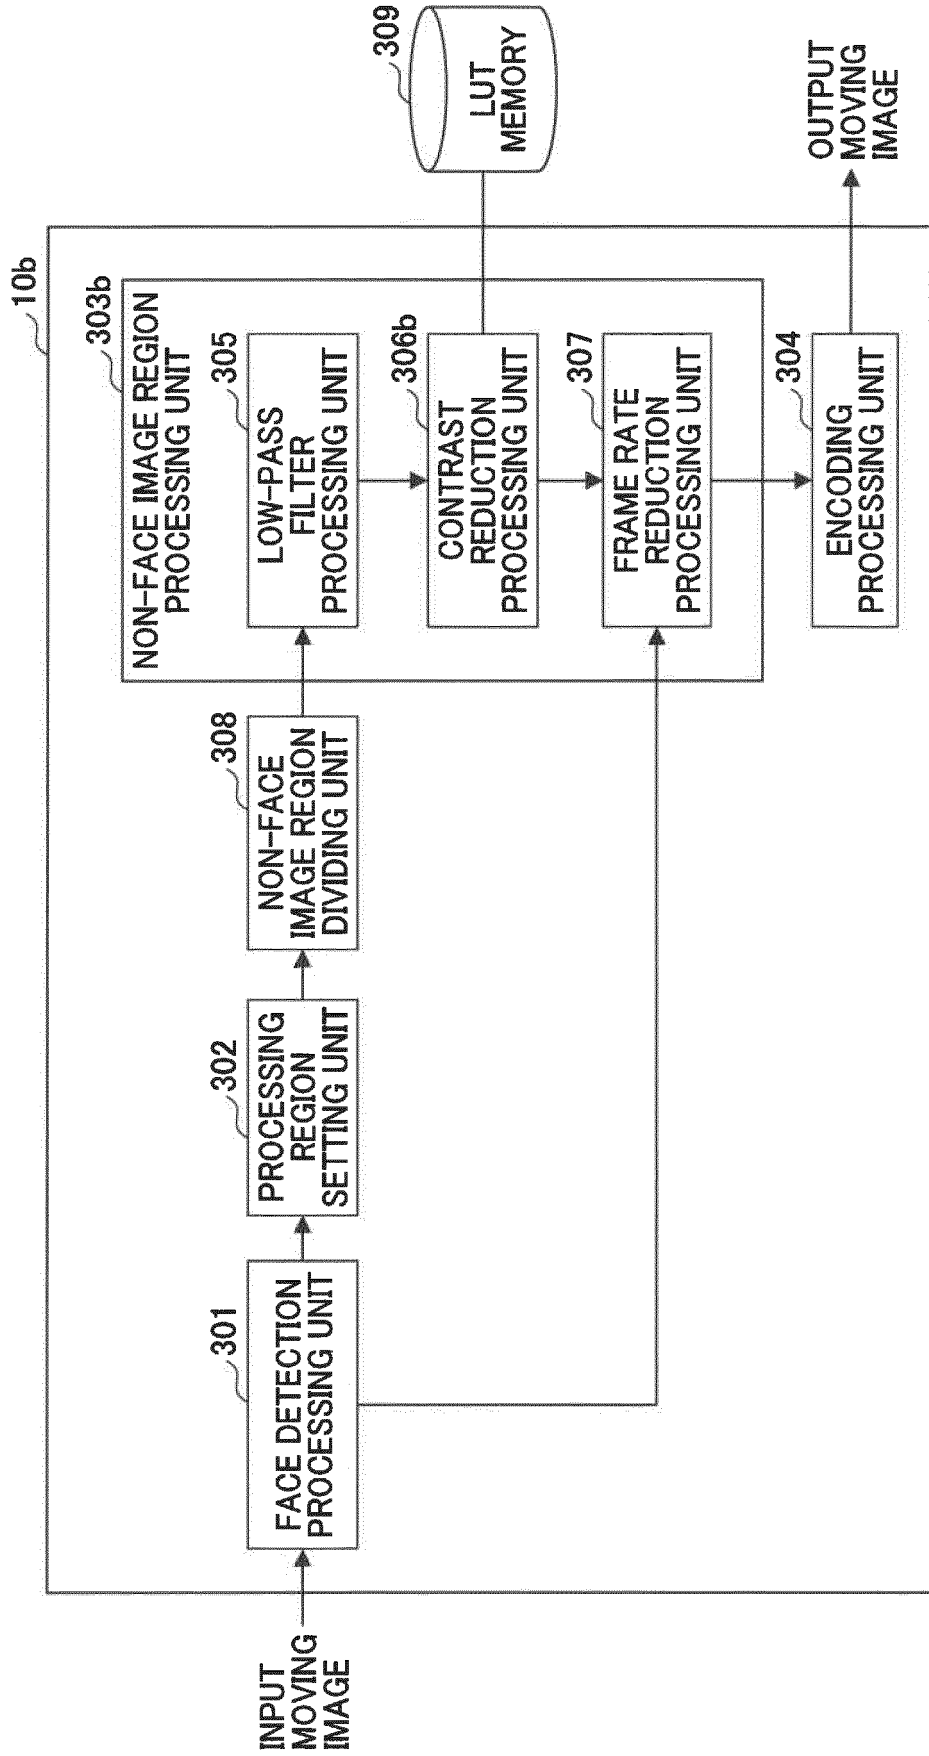 10b
303b
NON-FACE IMAGE REGION
PROCESSING UNIT
INPUT
MOVING
IMAGE
301
FACE DETECTION
PROCESSING UNIT
302
PROCESSING
REGION
SETTING UNIT
308
NON-FACE
IMAGE REGION
DIVIDING UNIT
305
LOW-PASS
FILTER
PROCESSING UNIT
306b
CONTRAST
REDUCTION
PROCESSING UNIT
309
LUT
MEMORY
307
FRAME RATE
REDUCTION
PROCESSING UNIT
304
ENCODING
PROCESSING UNIT
OUTPUT
MOVING
IMAGE